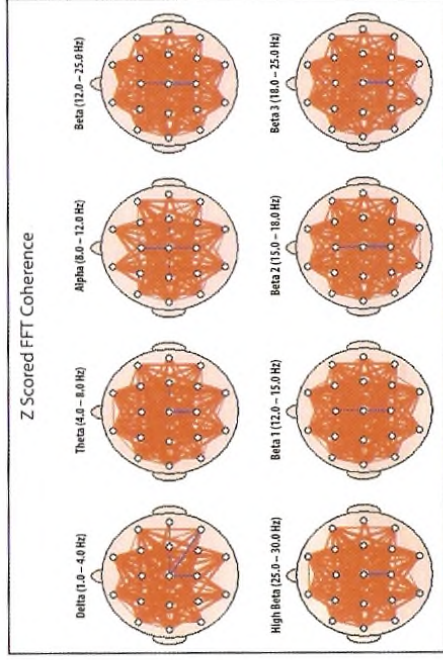 Z Scored FFT Coherence
Delta (1.0 – 4.0 Hz)
Theta (4.0 – 8.0 Hz)
Alpha (8.0 – 12.0 Hz)
Beta (12.0 – 25.0 Hz)
High Beta (25.0 – 30.0 Hz)
Beta 1 (12.0 – 15.0 Hz)
Beta 2 (15.0 – 18.0 Hz)
Beta 3 (18.0 – 25.0 Hz)